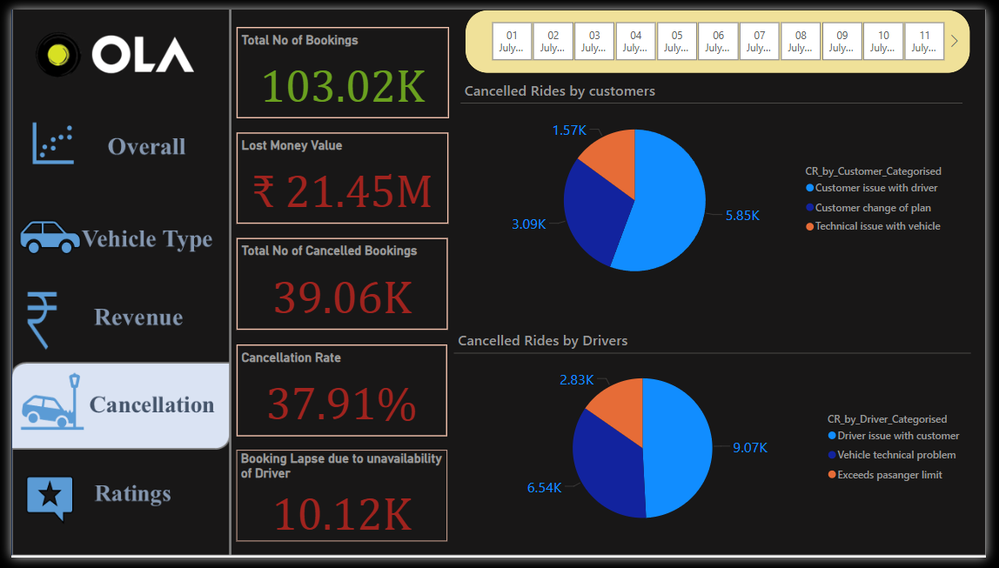 OLA
Overall
Vehicle Type
Revenue
Cancellation
Ratings
Total No of Bookings
103.02K
Lost Money Value
₹ 21.45M
Total No of Cancelled Bookings
39.06K
Cancellation Rate
37.91%
Booking Lapse due to unavailability
of Driver
10.12K
01 02 03 04 05 06 07 08 09 10 11
July... July... July... July... July... July... July... July... July... July... July...
Cancelled Rides by customers
1.57K
3.09K
5.85K
CR_by_Customer_Categorised
Customer issue with driver
Customer change of plan
Technical issue with vehicle
Cancelled Rides by Drivers
2.83K
6.54K
9.07K
CR_by_Driver_Categorised
Driver issue with customer
Vehicle technical problem
Exceeds pasanger limit